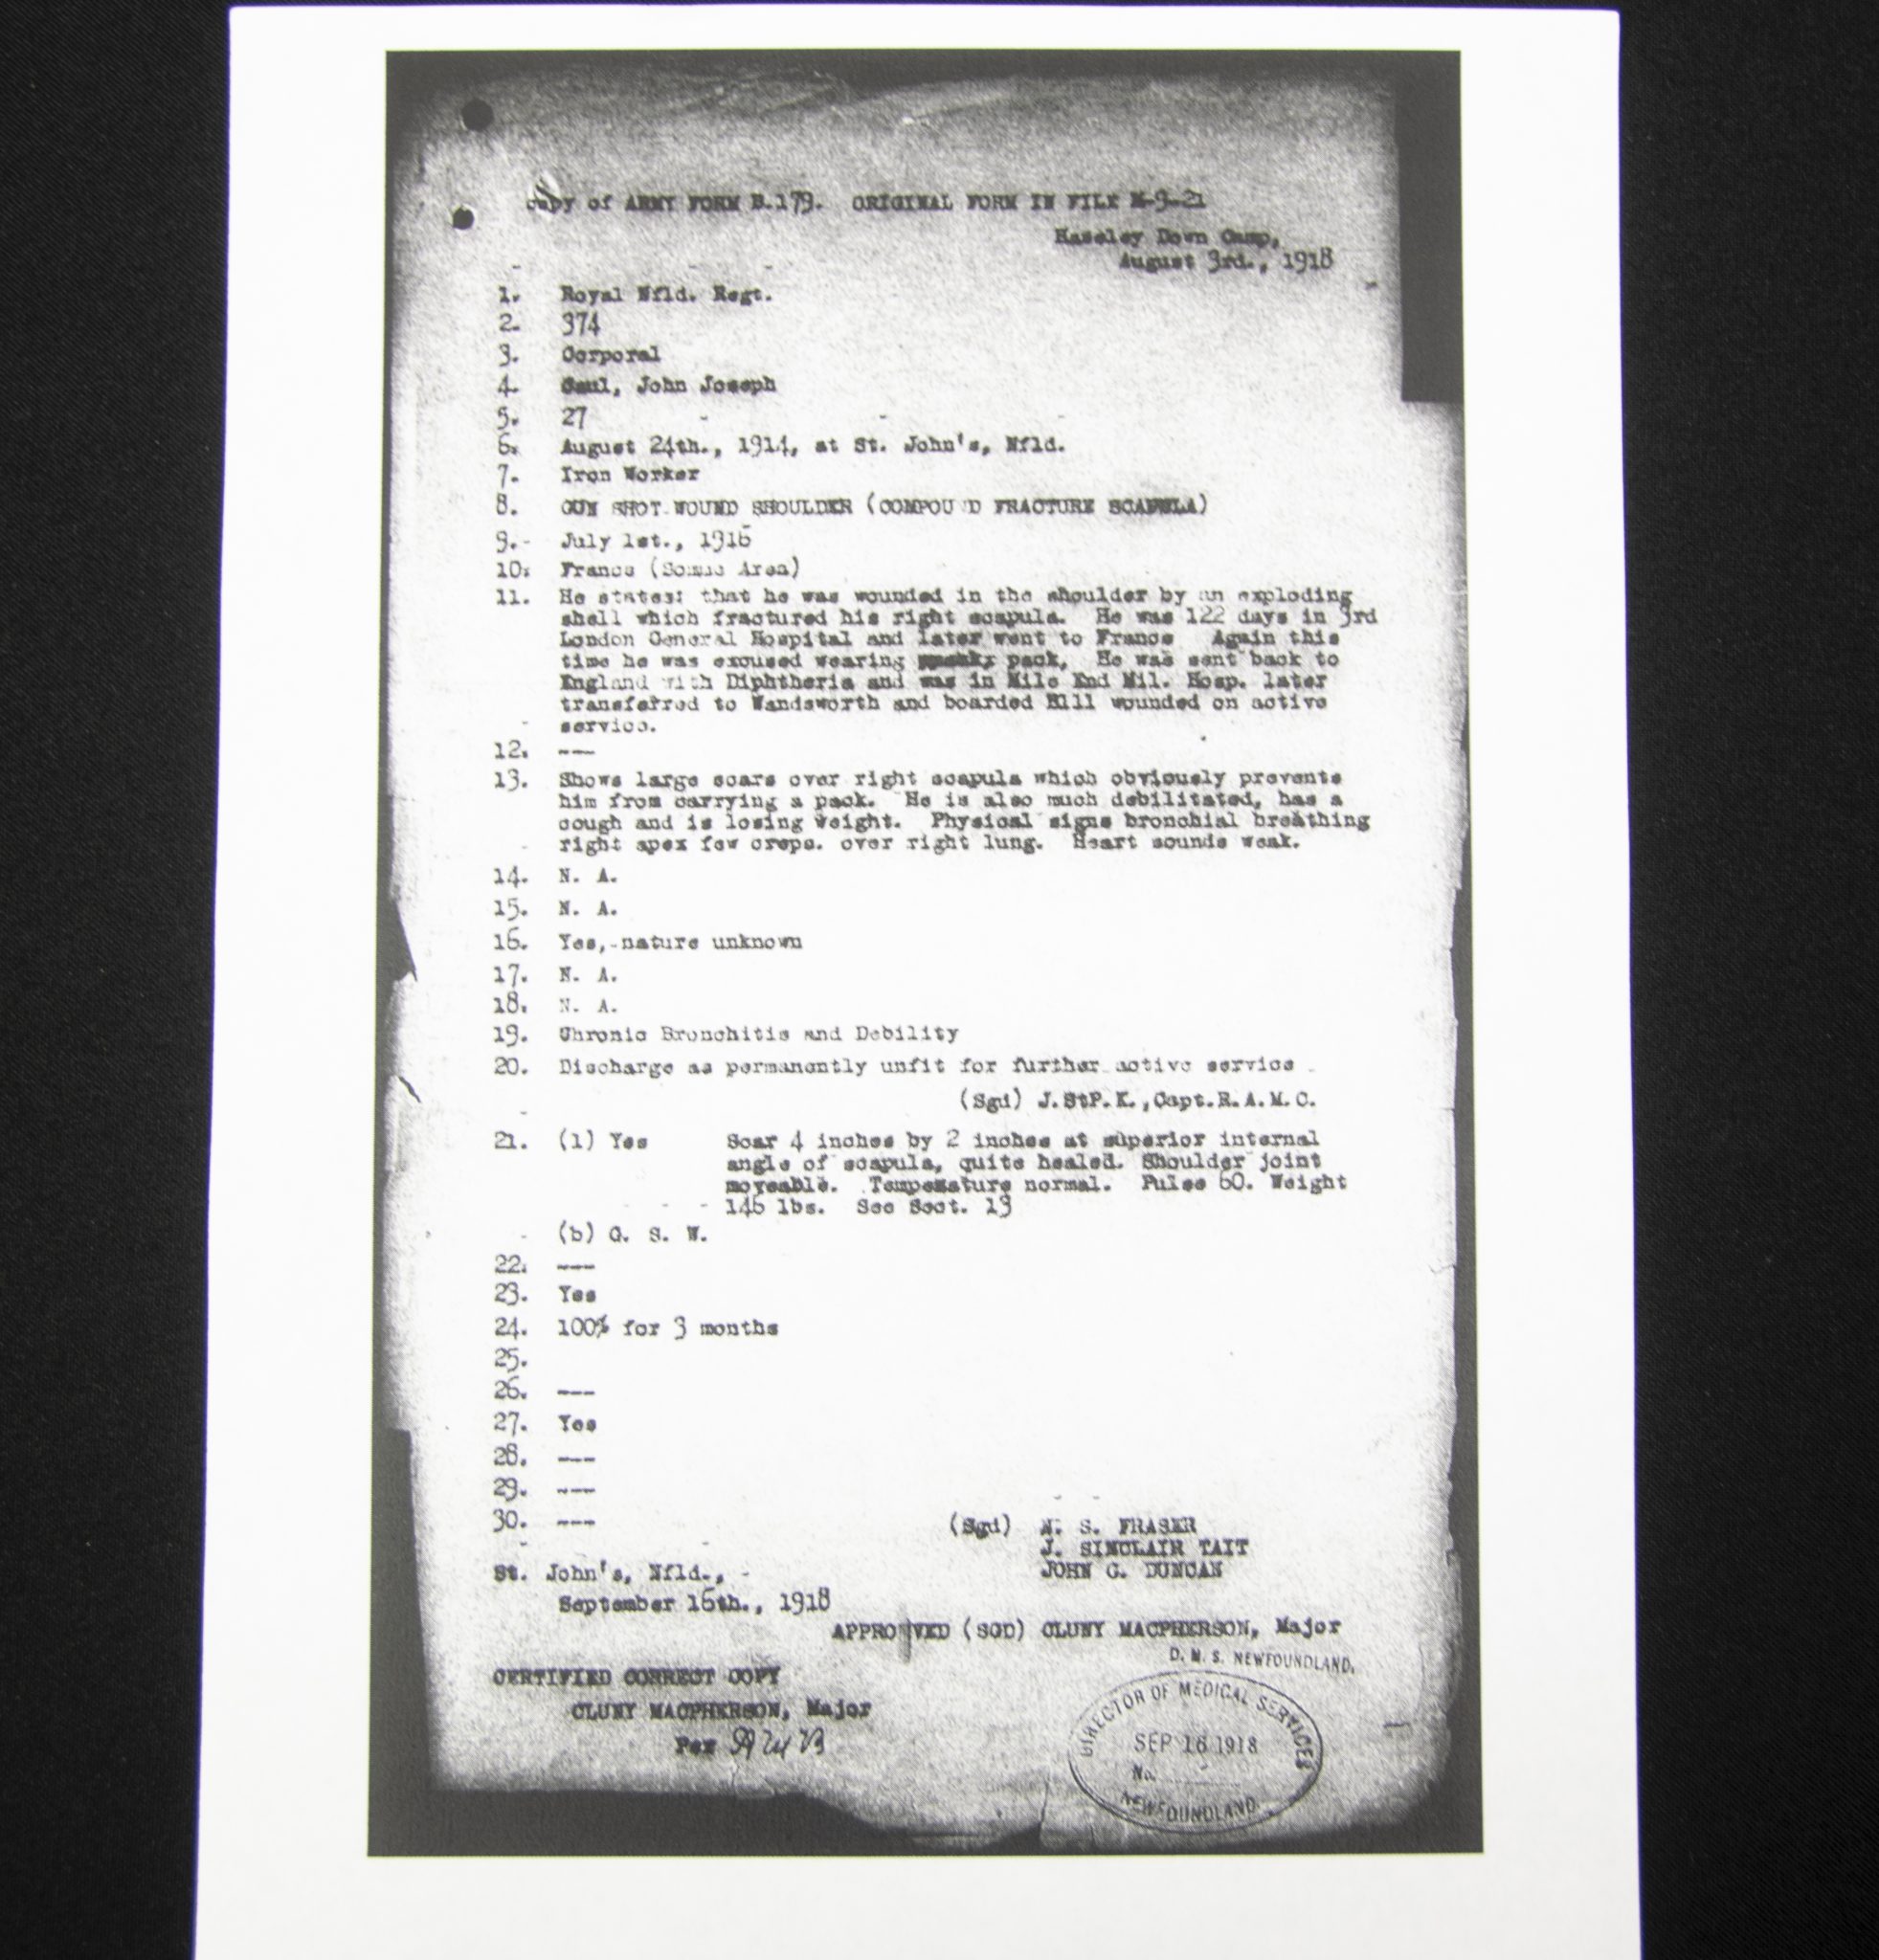 Copy of ARMY FORM B.179. ORIGINAL FORM IN FILE M-9-21
Hazeley Down Camp,
August 3rd., 1918
1. Royal Nfld. Regt.
2. 374
3. Corporal
4. Saul, John Joseph
5. 27
6. August 24th., 1914, at St. John's, Nfld.
7. Iron Worker
8. GUN SHOT WOUND SHOULDER (COMPOU D FRACTURE SCAPULA)
9. July 1st., 1916
10. France (Somme Area)
11. He states: that he was wounded in the shoulder by an exploding
shell which fractured his right scapula. He was 122 days in 3rd
London General Hospital and later went to France Again this
time he was excused wearing pack, He was sent back to
England with Diphtheria and was in Mile End Mil. Hosp. later
transferred to Wandsworth and boarded B111 wounded on active
service.
12. ---
13. Shows large scars over right scapula which obviously prevents
him from carrying a pack. He is also much debilitated, has a
cough and is losing weight. Physical signs bronchial breathing
right apex few creps. over right lung. Heart sounds weak.
14. N. A.
15. N. A.
16. Yes,-nature unknown
17. N. A.
18. N. A.
19. Chronic Bronchitis and Debility
20. Discharge as permanently unfit for further active service
(Sgd) J.StP.K.,Capt.R.A.M.C.
21. (1) Yes Scar 4 inches by 2 inches at superior internal
angle of scapula, quite healed. Shoulder joint
moveable. Temperature normal. Pulse 60. Weight
146 lbs. See Sect. 13
(b) G. S. W.
22. ---
23. Yes
24. 100% for 3 months
25.
26. ---
27. Yes
28. ---
29. ---
30. ---
(Sgd) N. S. FRASER
J. SINCLAIR TAIT
JOHN G. DUNCAN
St. John's, Nfld.,
September 16th., 1918
APPROVED (SGD) CLUNY MACPHERSON, Major
D. M. S. NEWFOUNDLAND.
CERTIFIED CORRECT COPY
CLUNY MACPHERSON, Major
Per
DIRECTOR OF MEDICAL SERVICES
SEP 16 1918
No.
NEWFOUNDLAND.